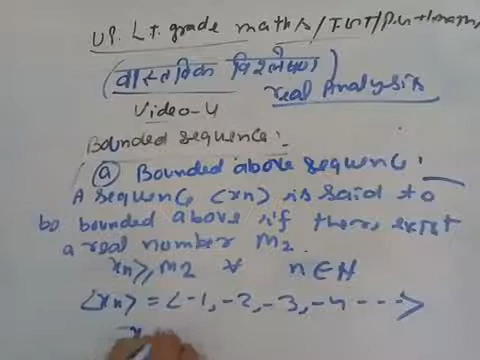 UP. L.T. grade maths/T.G.T/P.G.T maths
(वास्तविक विश्लेषण)
real Analysis
Video-4
Bounded sequence:
(a) Bounded above sequence:
A sequence <xn> is said to
be bounded above if there exist
a real number m2.
xn ≥ m2 ∀ n ∈ N
<xn> = <-1, -2, -3, -4 ---->